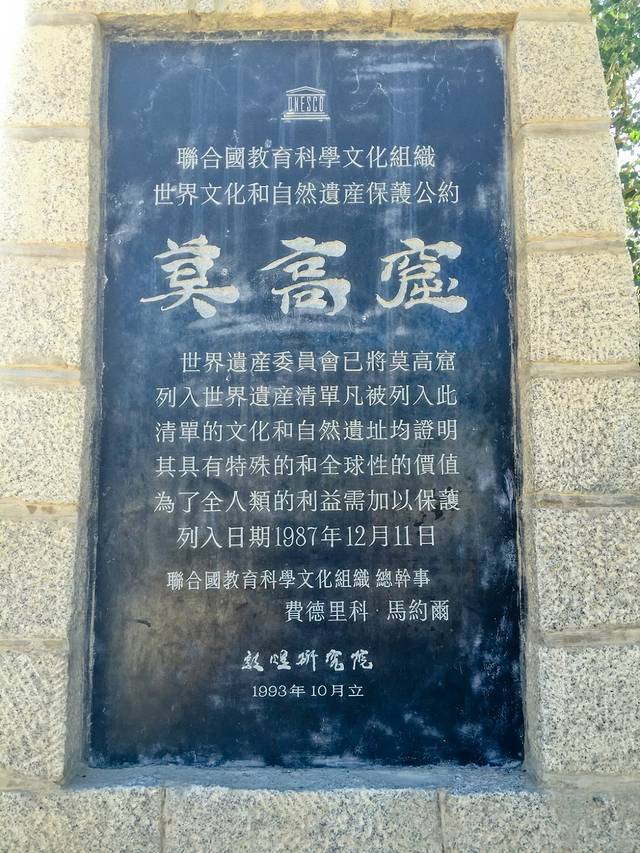 UNESCO
聯合國教育科學文化組織
世界文化和自然遺産保護公約
莫高窟
世界遺産委員會已將莫高窟
列入世界遺産清單凡被列入此
清單的文化和自然遺址均證明
其具有特殊的和全球性的價值
為了全人類的利益需加以保護
列入日期1987年12月11日
聯合國教育科學文化組織 總幹事
費德里科·馬約爾
敦煌研究院
1993年10月立